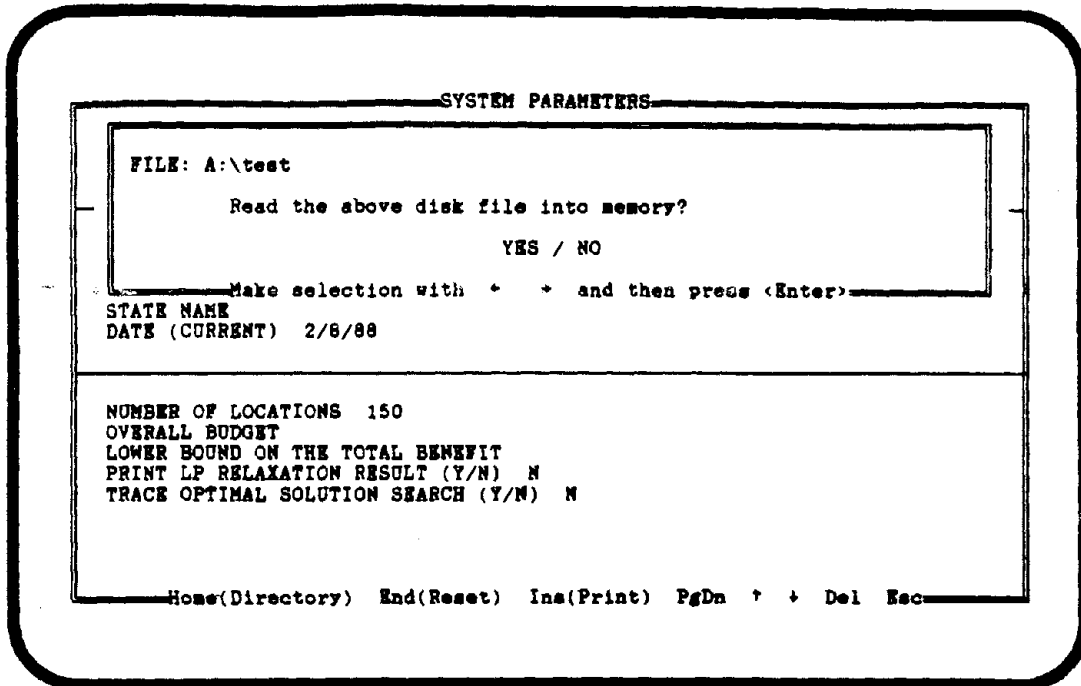 SYSTEM PARAMETERS
FILE: A:\test
Read the above disk file into memory?
YES / NO
Make selection with ← → and then press <Enter>
STATE NAME
DATE (CURRENT) 2/8/88
NUMBER OF LOCATIONS 150
OVERALL BUDGET
LOWER BOUND ON THE TOTAL BENEFIT
PRINT LP RELAXATION RESULT (Y/N) N
TRACE OPTIMAL SOLUTION SEARCH (Y/N) N
Home(Directory) End(Reset) Ins(Print) PgDn ↑ ↓ Del Esc